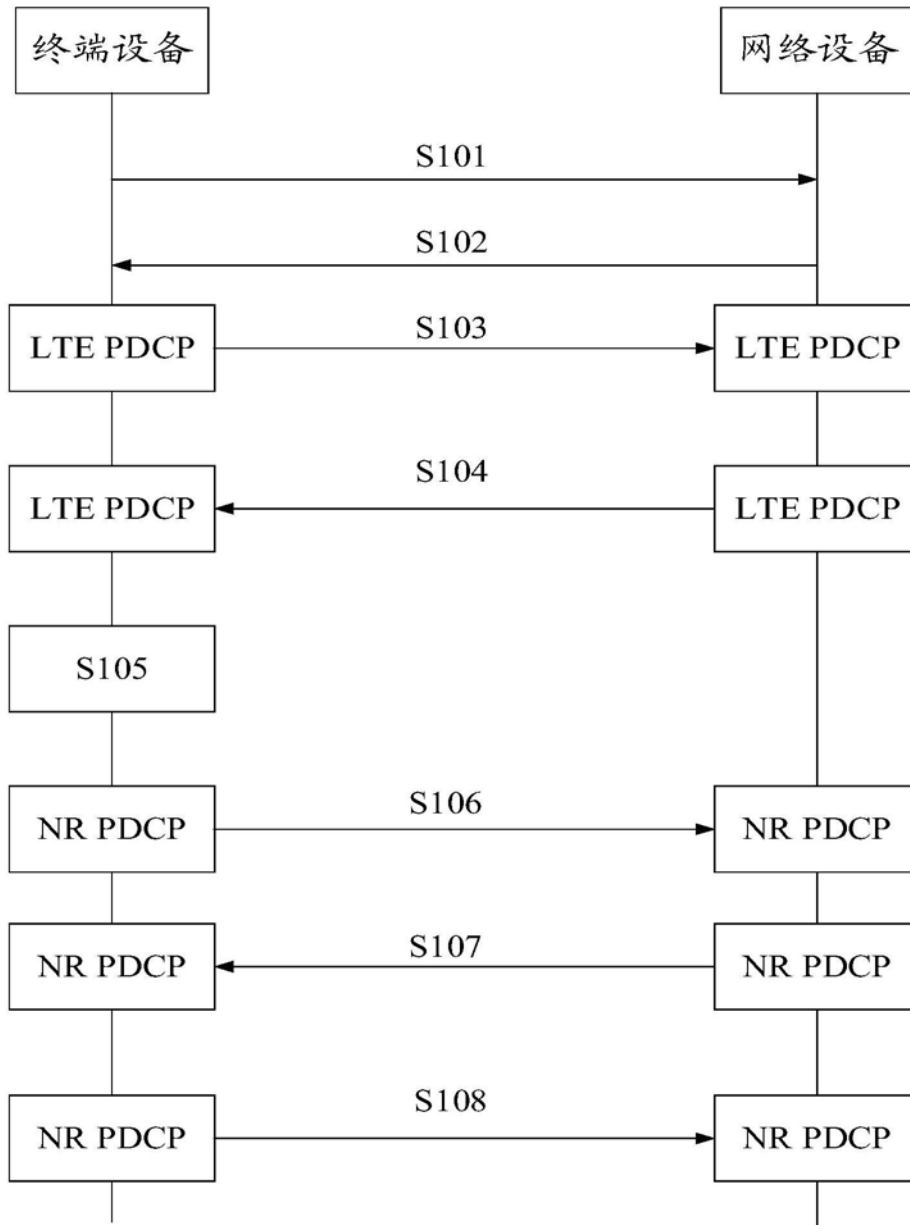 终端设备
网络设备
S101
S102
LTE PDCP
S103
LTE PDCP
LTE PDCP
S104
LTE PDCP
S105
NR PDCP
S106
NR PDCP
NR PDCP
S107
NR PDCP
NR PDCP
S108
NR PDCP